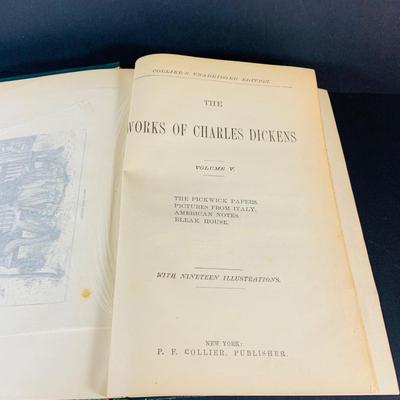 COLLIER'S UNABRIDGED EDITION.
THE
WORKS OF CHARLES DICKENS
VOLUME V.
THE PICKWICK PAPERS.
PICTURES FROM ITALY,
AMERICAN NOTES.
BLEAK HOUSE.
WITH NINETEEN ILLUSTRATIONS.
NEW YORK:
P. F. COLLIER, PUBLISHER.